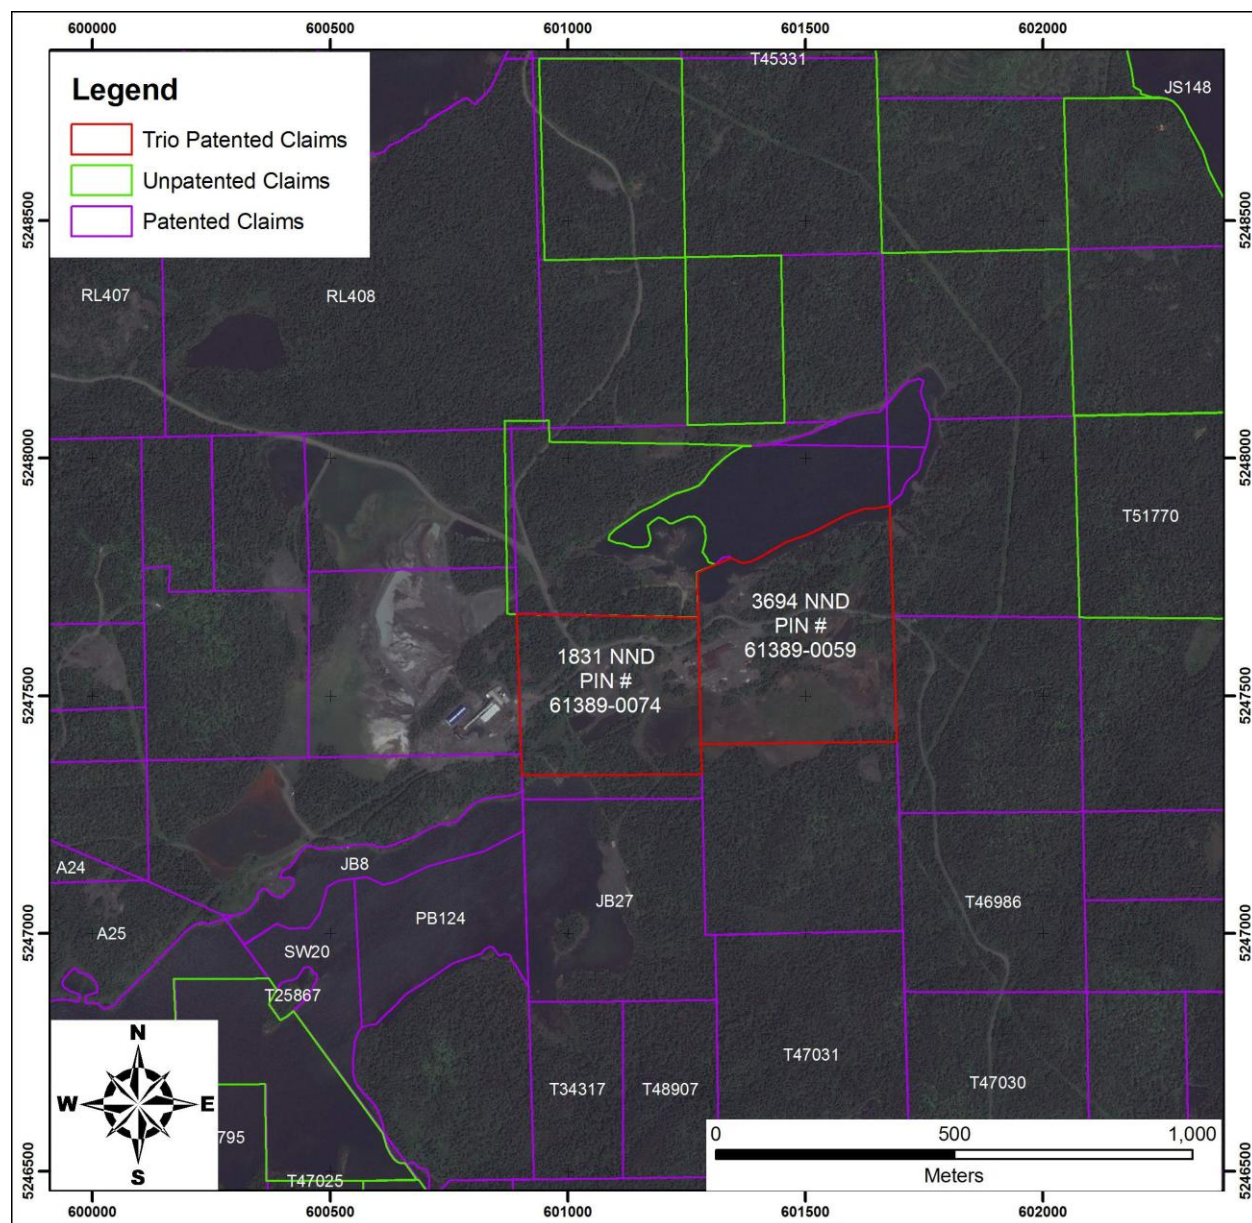 600000 600500 601000 601500 602000
Legend
Trio Patented Claims
Unpatented Claims
Patented Claims
T45331
JS148
5248500
5248500
RL407
RL408
5248000
5248000
T51770
3694 NND
PIN #
61389-0059
1831 NND
PIN #
61389-0074
5247500
5247500
A24
JB8
A25
PB124
JB27
T46986
5247000
5247000
SW20
T25867
T47031
T34317
T48907
T47030
N
W E
S
795
T47025
0 500 1,000
Meters
5246500
5246500
600000 600500 601000 601500 602000